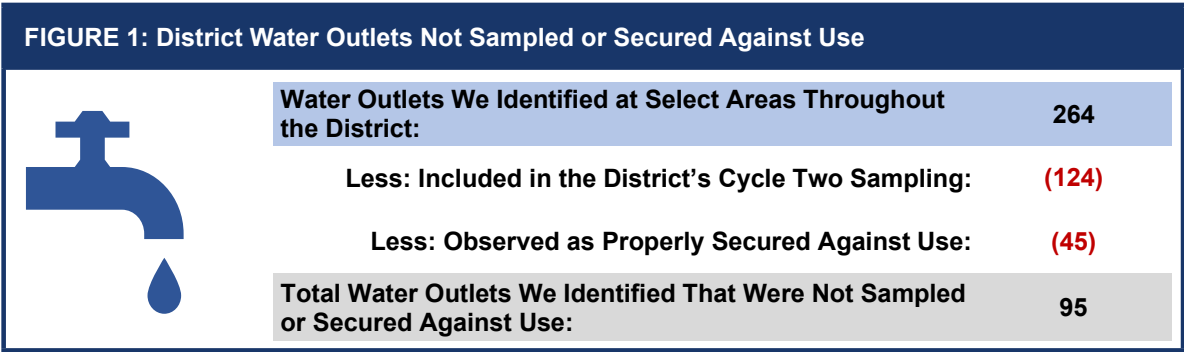 FIGURE 1: District Water Outlets Not Sampled or Secured Against Use
Water Outlets We Identified at Select Areas Throughout
the District:
264
Less: Included in the District’s Cycle Two Sampling:
(124)
Less: Observed as Properly Secured Against Use:
(45)
Total Water Outlets We Identified That Were Not Sampled
or Secured Against Use:
95